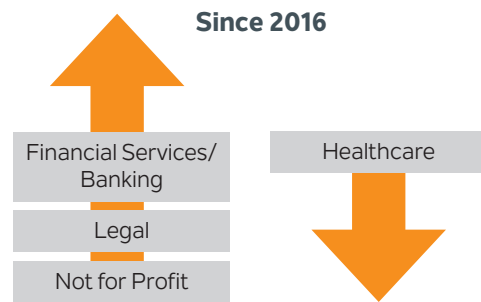 Since 2016
Financial Services/
Banking
Legal
Not for Profit
Healthcare